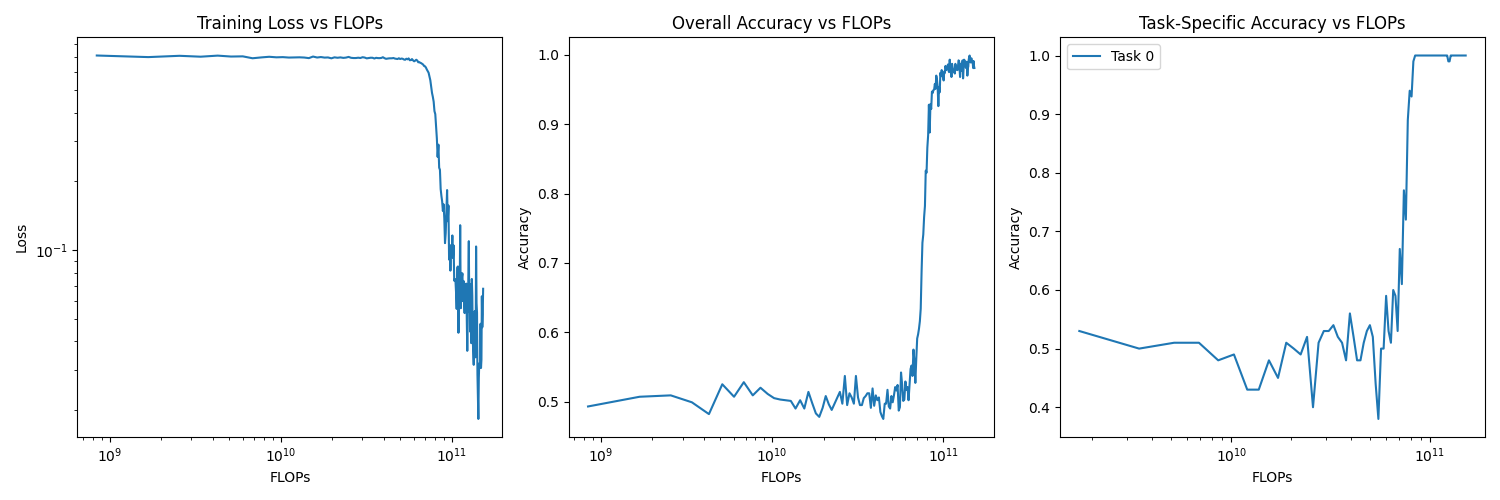 Training Loss vs FLOPs
Loss
10⁻¹
10⁹
10¹⁰
10¹¹
FLOPs
Overall Accuracy vs FLOPs
Accuracy
1.0
0.9
0.8
0.7
0.6
0.5
10⁹
10¹⁰
10¹¹
FLOPs
Task-Specific Accuracy vs FLOPs
Task 0
Accuracy
1.0
0.9
0.8
0.7
0.6
0.5
0.4
10¹⁰
10¹¹
FLOPs